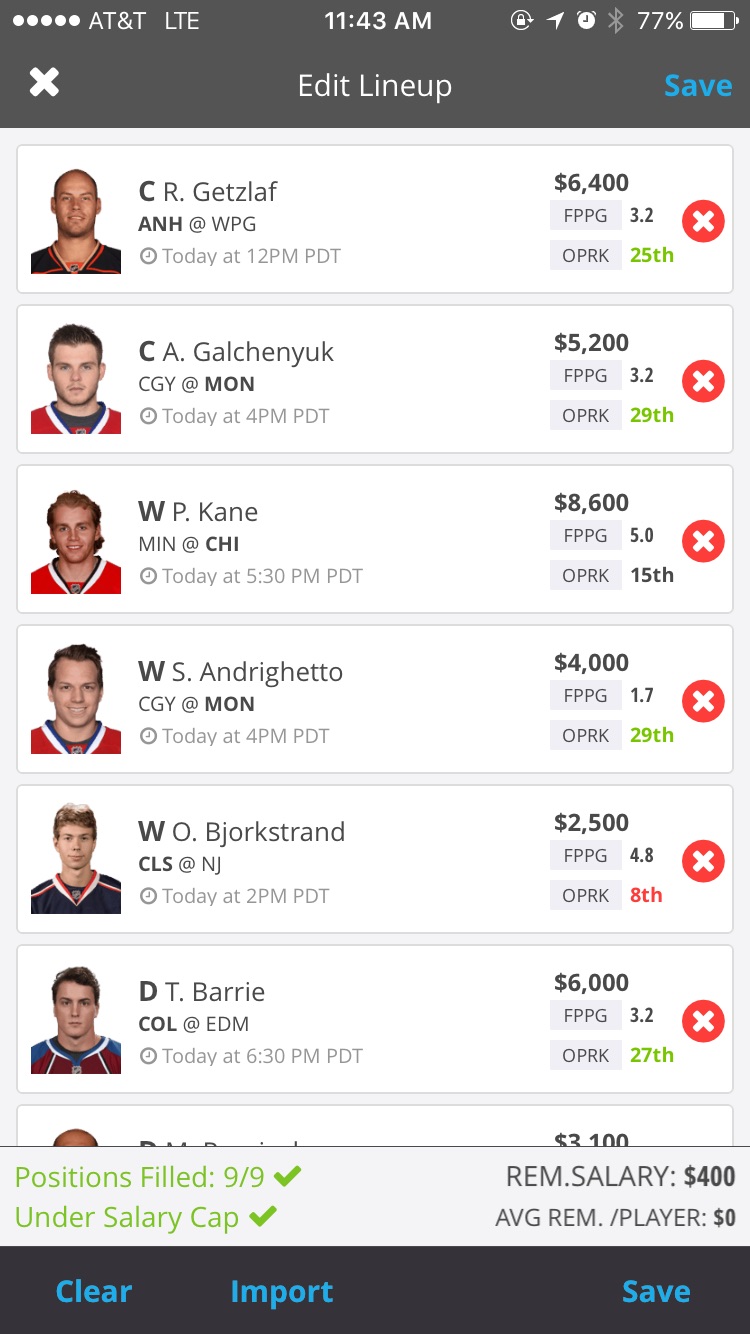 AT&T LTE 11:43 AM 77%
Edit Lineup Save
C R. Getzlaf
ANH @ WPG
Today at 12PM PDT
$6,400
FPPG 3.2
OPRK 25th
C A. Galchenyuk
CGY @ MON
Today at 4PM PDT
$5,200
FPPG 3.2
OPRK 29th
W P. Kane
MIN @ CHI
Today at 5:30 PM PDT
$8,600
FPPG 5.0
OPRK 15th
W S. Andrighetto
CGY @ MON
Today at 4PM PDT
$4,000
FPPG 1.7
OPRK 29th
W O. Bjorkstrand
CLS @ NJ
Today at 2PM PDT
$2,500
FPPG 4.8
OPRK 8th
D T. Barrie
COL @ EDM
Today at 6:30 PM PDT
$6,000
FPPG 3.2
OPRK 27th
$3,100
Positions Filled: 9/9
Under Salary Cap
REM.SALARY: $400
AVG REM. /PLAYER: $0
Clear Import Save